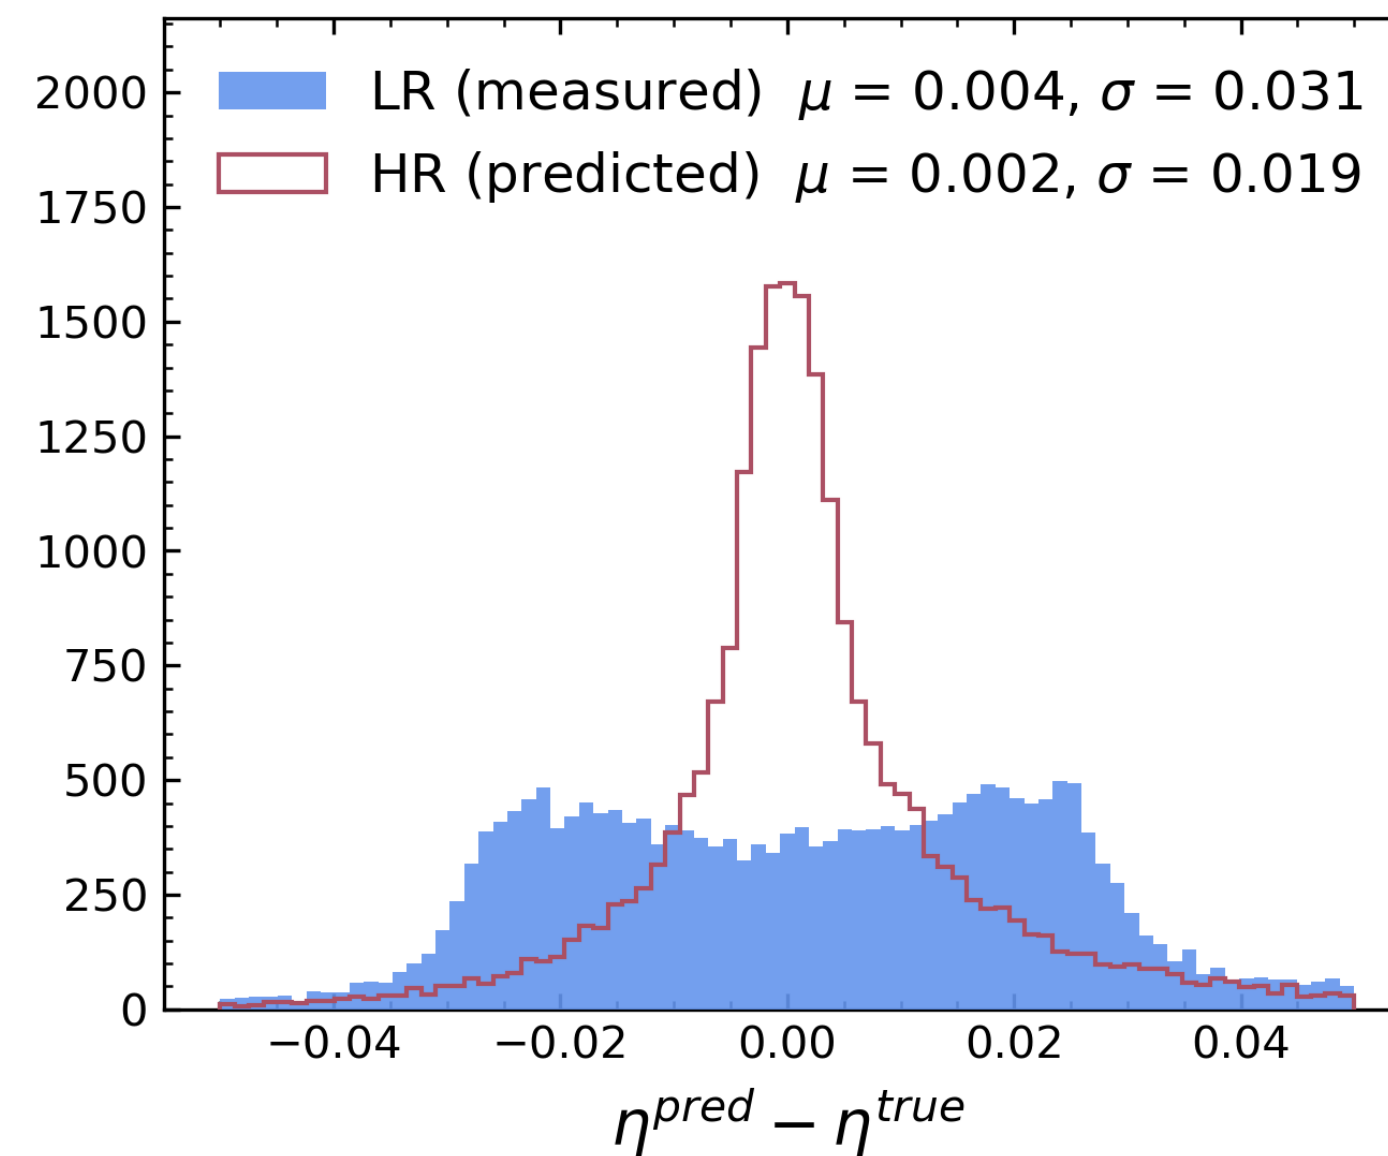 LR (measured) μ = 0.004, σ = 0.031
HR (predicted) μ = 0.002, σ = 0.019
2000
1750
1500
1250
1000
750
500
250
0
−0.04 −0.02 0.00 0.02 0.04
η^pred − η^true